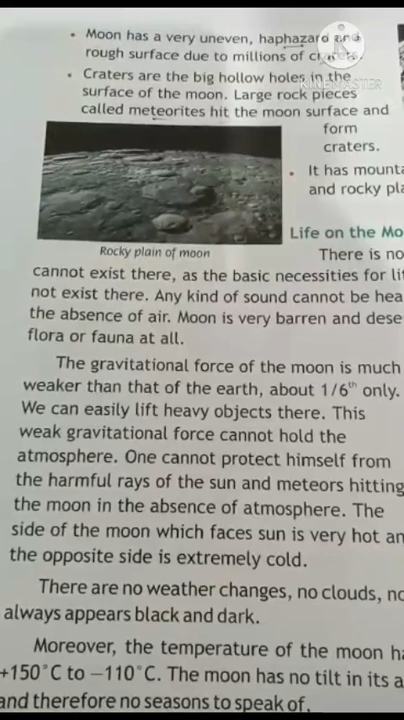 • Moon has a very uneven, haphazard and
rough surface due to millions of craters.
KINEMASTER
• Craters are the big hollow holes in the
surface of the moon. Large rock pieces
called meteorites hit the moon surface and
form
craters.
• It has mounta
and rocky pla
Rocky plain of moon
Life on the Mo
There is no
cannot exist there, as the basic necessities for li
not exist there. Any kind of sound cannot be hea
the absence of air. Moon is very barren and dese
flora or fauna at all.
The gravitational force of the moon is much
weaker than that of the earth, about 1/6th only.
We can easily lift heavy objects there. This
weak gravitational force cannot hold the
atmosphere. One cannot protect himself from
the harmful rays of the sun and meteors hitting
the moon in the absence of atmosphere. The
side of the moon which faces sun is very hot an
the opposite side is extremely cold.
There are no weather changes, no clouds, no
always appears black and dark.
Moreover, the temperature of the moon ha
+150°C to −110°C. The moon has no tilt in its a
and therefore no seasons to speak of.